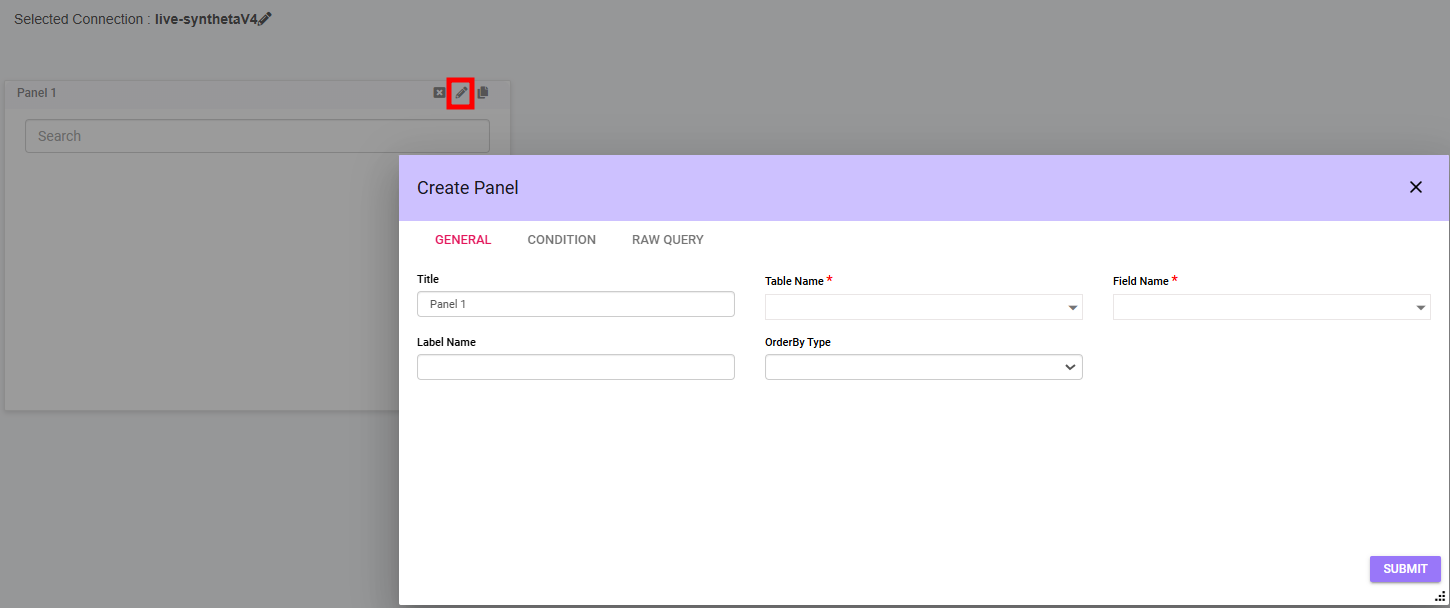 Selected Connection : live-synthetaV4
Panel 1
Search
Create Panel
GENERAL CONDITION RAW QUERY
Title Table Name * Field Name *
Panel 1
Label Name OrderBy Type
SUBMIT